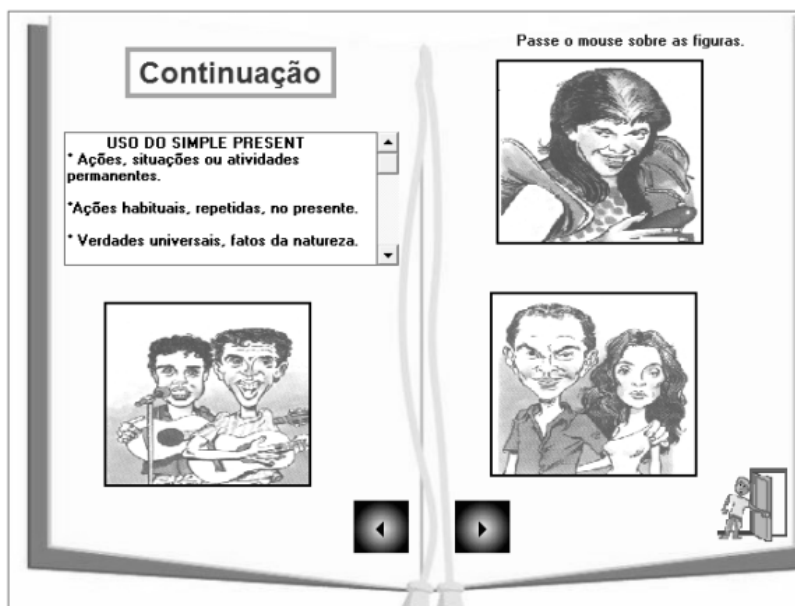 Continuação
USO DO SIMPLE PRESENT
* Ações, situações ou atividades
permanentes.
*Ações habituais, repetidas, no presente.
* Verdades universais, fatos da natureza.
Passe o mouse sobre as figuras.